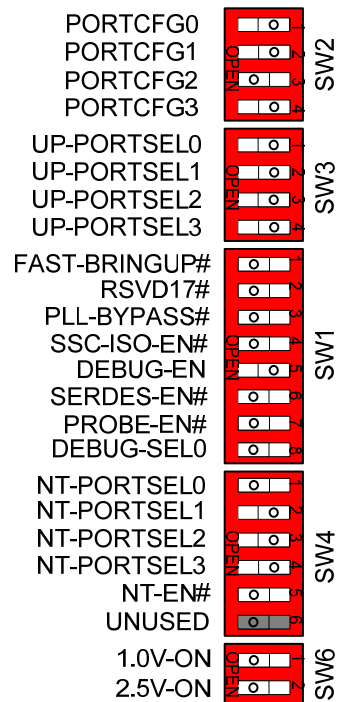 PORTCFG0 1
PORTCFG1 2
PORTCFG2 3
PORTCFG3 4
OPEN
SW2
UP-PORTSEL0 1
UP-PORTSEL1 2
UP-PORTSEL2 3
UP-PORTSEL3 4
OPEN
SW3
FAST-BRINGUP# 1
RSVD17# 2
PLL-BYPASS# 3
SSC-ISO-EN# 4
DEBUG-EN 5
SERDES-EN# 6
PROBE-EN# 7
DEBUG-SEL0 8
OPEN
SW1
NT-PORTSEL0 1
NT-PORTSEL1 2
NT-PORTSEL2 3
NT-PORTSEL3 4
NT-EN# 5
UNUSED 6
OPEN
SW4
1.0V-ON 1
2.5V-ON 2
OPEN
SW6